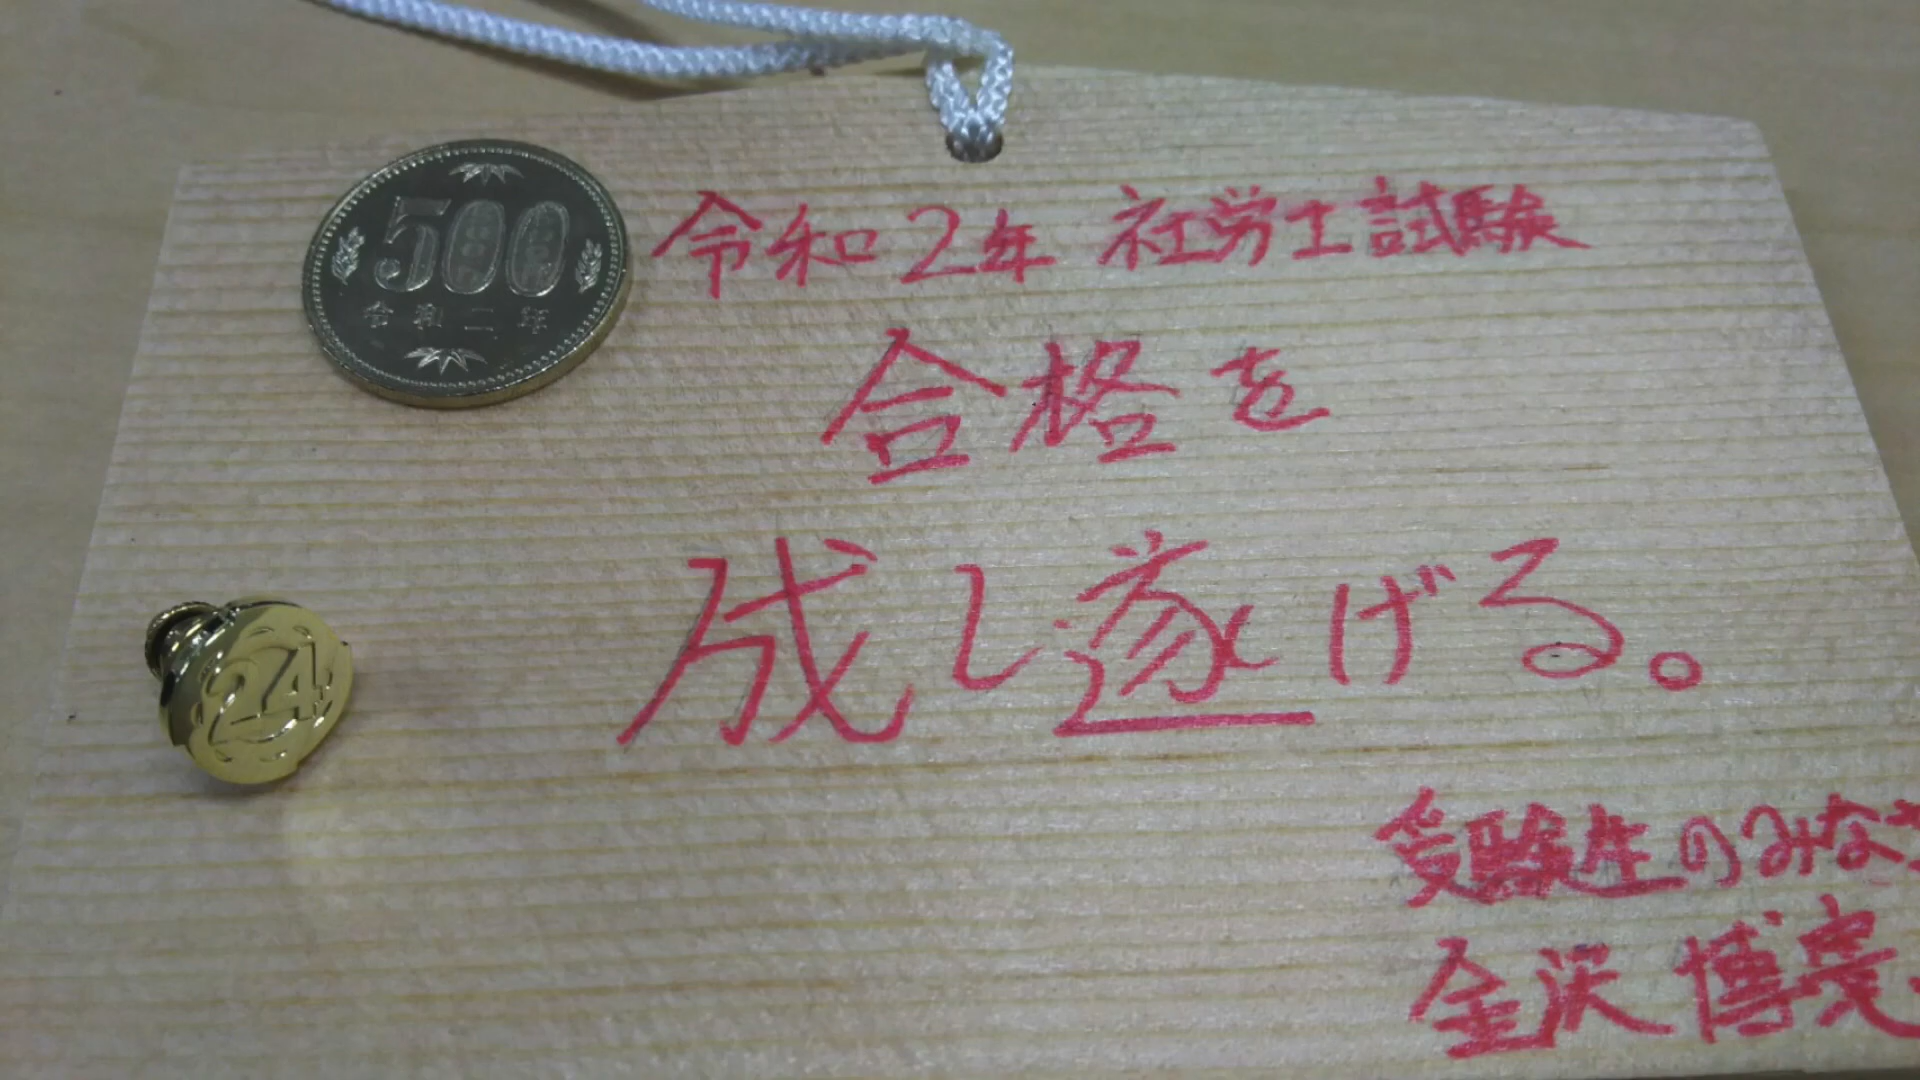 500
令和二年
令和2年 社労士試験
合格を
成し遂げる。
24
受験生のみなさ
金沢 博